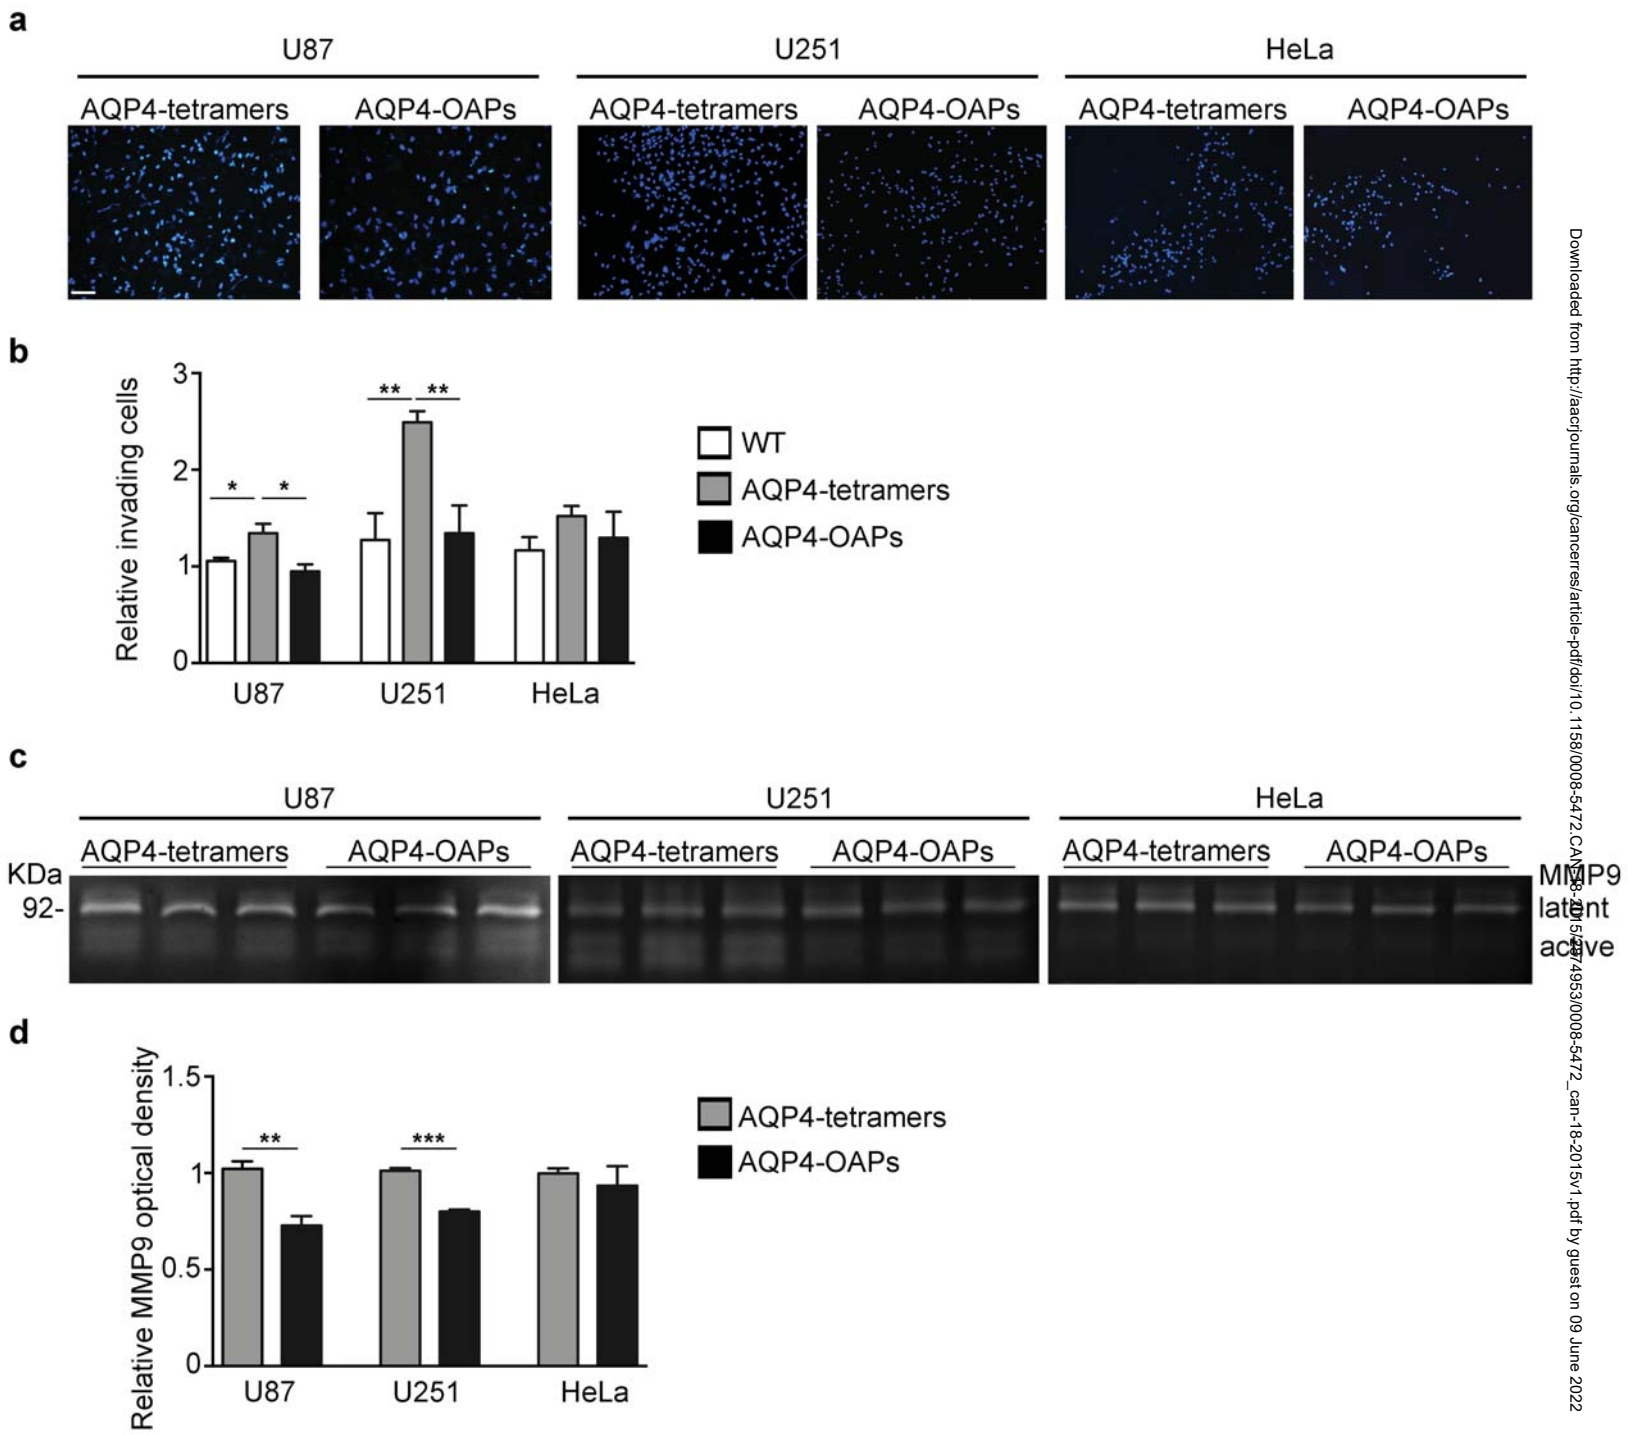 a
U87
U251
HeLa
AQP4-tetramers
AQP4-OAPs
AQP4-tetramers
AQP4-OAPs
AQP4-tetramers
AQP4-OAPs
b
Relative invading cells
3
2
1
0
*
*
**
**
U87
U251
HeLa
WT
AQP4-tetramers
AQP4-OAPs
c
U87
U251
HeLa
AQP4-tetramers
AQP4-OAPs
AQP4-tetramers
AQP4-OAPs
AQP4-tetramers
AQP4-OAPs
KDa
92-
MMP9
latent
active
d
Relative MMP9 optical density
1.5
1
0.5
0
**
***
U87
U251
HeLa
AQP4-tetramers
AQP4-OAPs
Downloaded from http://aacrjournals.org/cancerres/article-pdf/doi/10.1158/0008-5472.CAN-18-2015/2874953/0008-5472_can-18-2015v1.pdf by guest on 09 June 2022